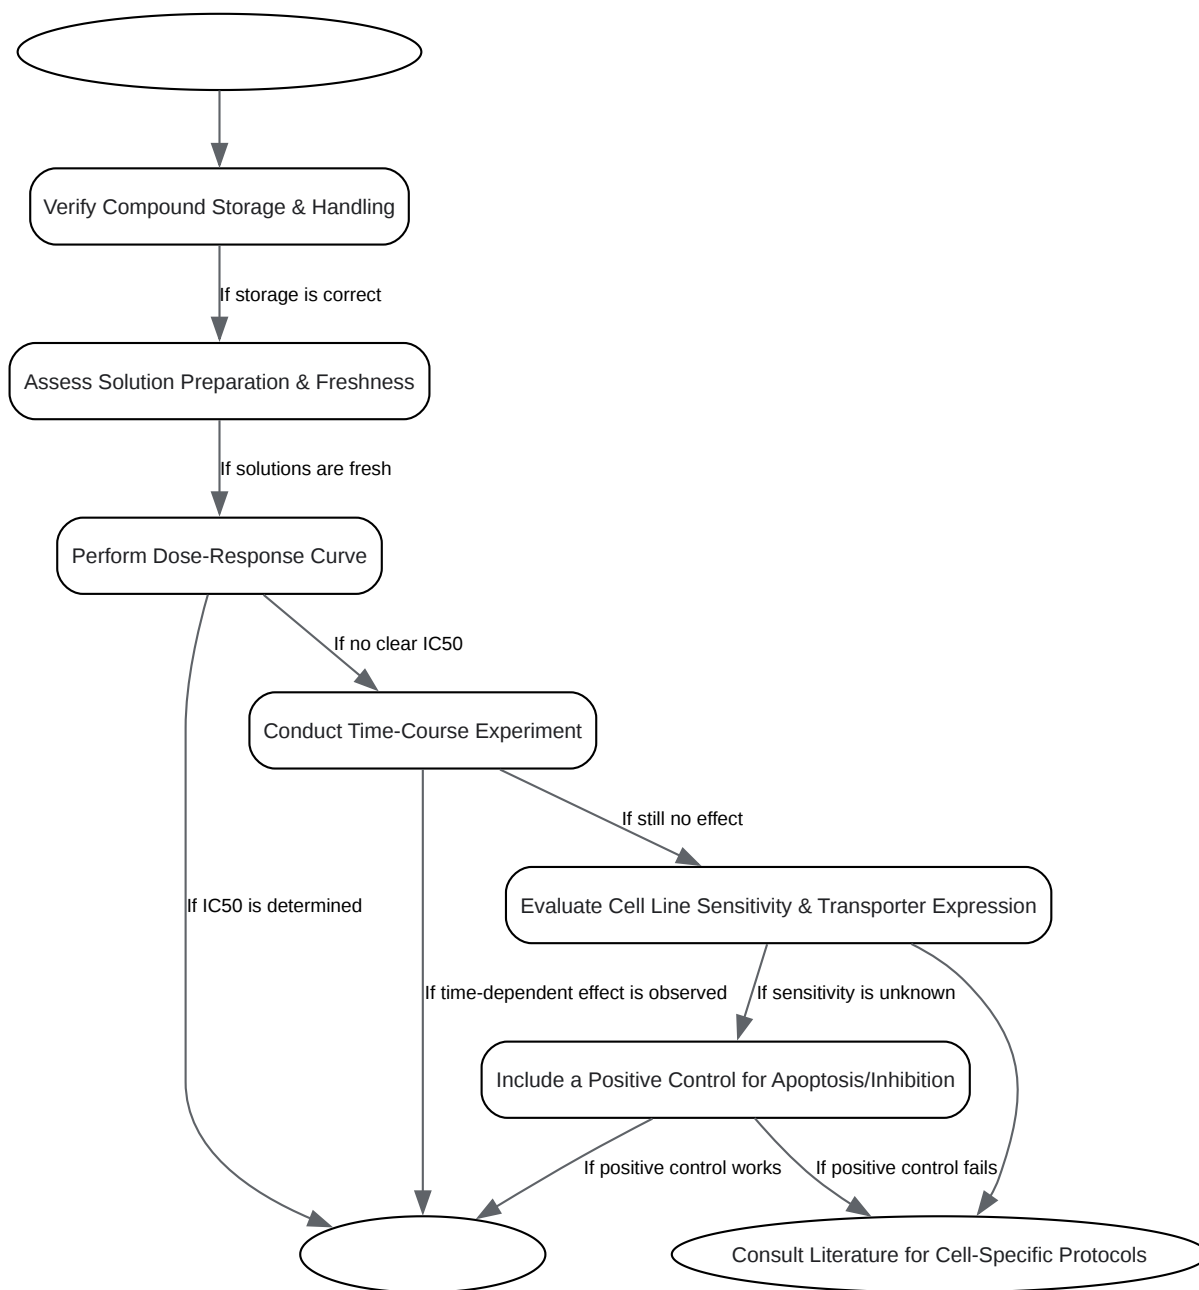 Verify Compound Storage & Handling
If storage is correct
Assess Solution Preparation & Freshness
If solutions are fresh
Perform Dose-Response Curve
If no clear IC50
Conduct Time-Course Experiment
If still no effect
If IC50 is determined
Evaluate Cell Line Sensitivity & Transporter Expression
If time-dependent effect is observed
If sensitivity is unknown
Include a Positive Control for Apoptosis/Inhibition
If positive control works
If positive control fails
Consult Literature for Cell-Specific Protocols